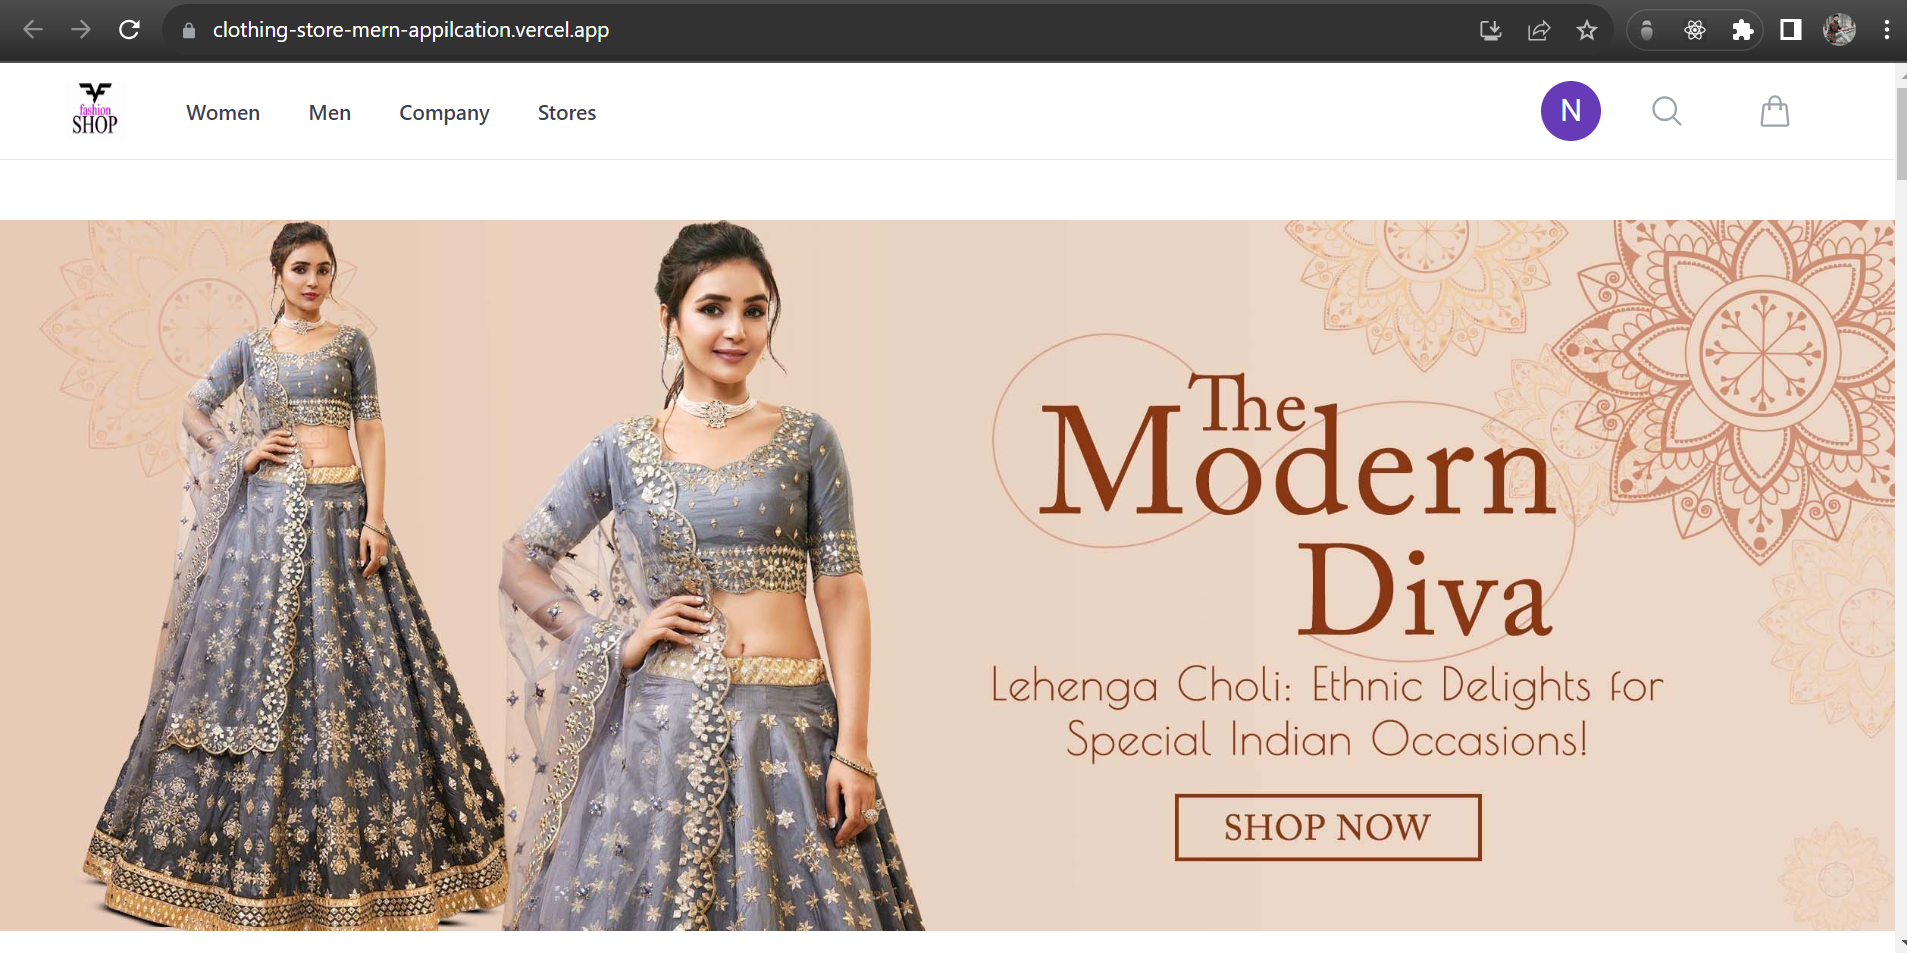 clothing-store-mern-appilcation.vercel.app
fashion
SHOP
Women Men Company Stores
N
The
Modern
Diva
Lehenga Choli: Ethnic Delights for
Special Indian Occasions!
SHOP NOW